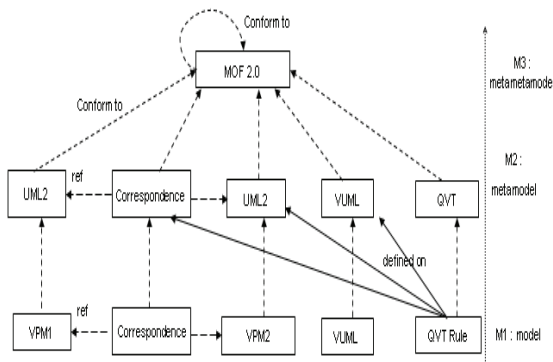 Conform to
MOF 2.0
M3 :
metametamode
Conform to
M2 :
metamodel
ref
UML2
Correspondence
UML2
VUML
QVT
defined on
ref
VPM1
Correspondence
VPM2
VUML
QVT Rule
M1 : model